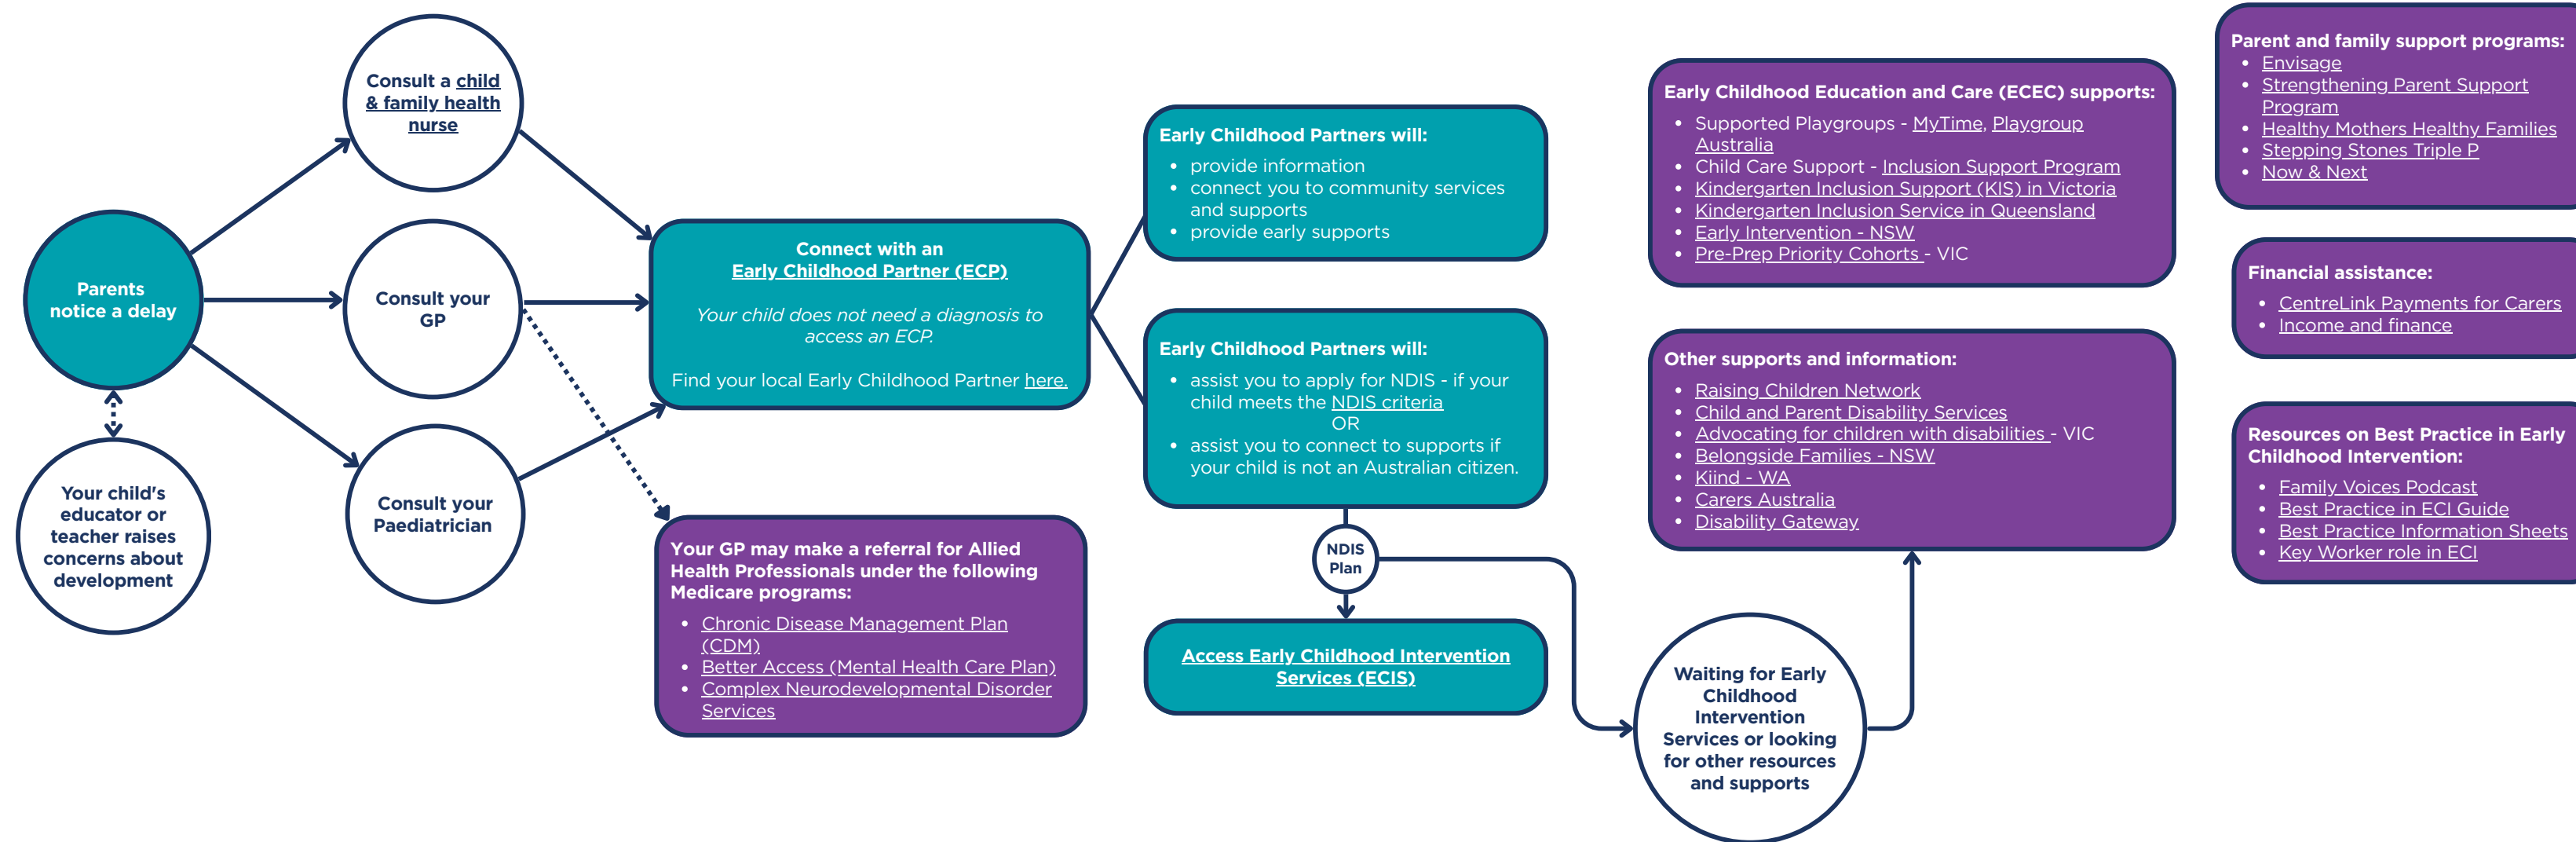 Parents
notice a delay
Your child's
educator or
teacher raises
concerns about
development
Consult a child
& family health
nurse
Consult your
GP
Consult your
Paediatrician
Connect with an
Early Childhood Partner (ECP)
Your child does not need a diagnosis to
access an ECP.
Find your local Early Childhood Partner here.
Your GP may make a referral for Allied
Health Professionals under the following
Medicare programs:
• Chronic Disease Management Plan
(CDM)
• Better Access (Mental Health Care Plan)
• Complex Neurodevelopmental Disorder
Services
Early Childhood Partners will:
• provide information
• connect you to community services
and supports
• provide early supports
Early Childhood Partners will:
• assist you to apply for NDIS - if your
child meets the NDIS criteria
OR
• assist you to connect to supports if
your child is not an Australian citizen.
NDIS
Plan
Access Early Childhood Intervention
Services (ECIS)
Early Childhood Education and Care (ECEC) supports:
• Supported Playgroups - MyTime, Playgroup
Australia
• Child Care Support - Inclusion Support Program
• Kindergarten Inclusion Support (KIS) in Victoria
• Kindergarten Inclusion Service in Queensland
• Early Intervention - NSW
• Pre-Prep Priority Cohorts - VIC
Other supports and information:
• Raising Children Network
• Child and Parent Disability Services
• Advocating for children with disabilities - VIC
• Belongside Families - NSW
• Kiind - WA
• Carers Australia
• Disability Gateway
Waiting for Early
Childhood
Intervention
Services or looking
for other resources
and supports
Parent and family support programs:
• Envisage
• Strengthening Parent Support
Program
• Healthy Mothers Healthy Families
• Stepping Stones Triple P
• Now & Next
Financial assistance:
• CentreLink Payments for Carers
• Income and finance
Resources on Best Practice in Early
Childhood Intervention:
• Family Voices Podcast
• Best Practice in ECI Guide
• Best Practice Information Sheets
• Key Worker role in ECI